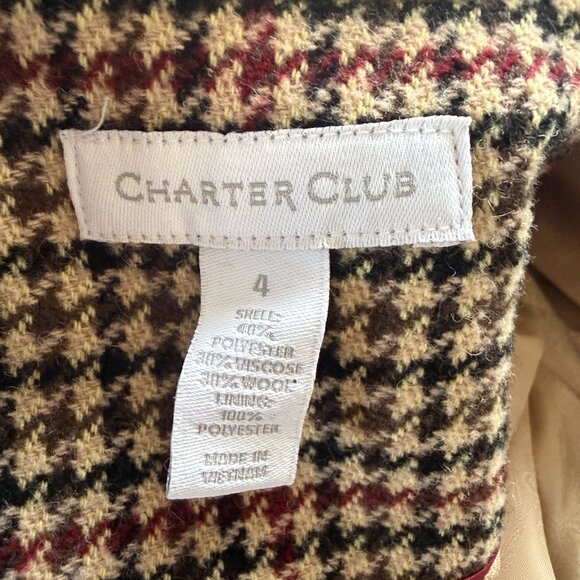 CHARTER CLUB
4
SHELL:
40%
POLYESTER
30% VISCOSE
30% WOOL
LINING:
100%
POLYESTER
MADE IN
VIETNAM